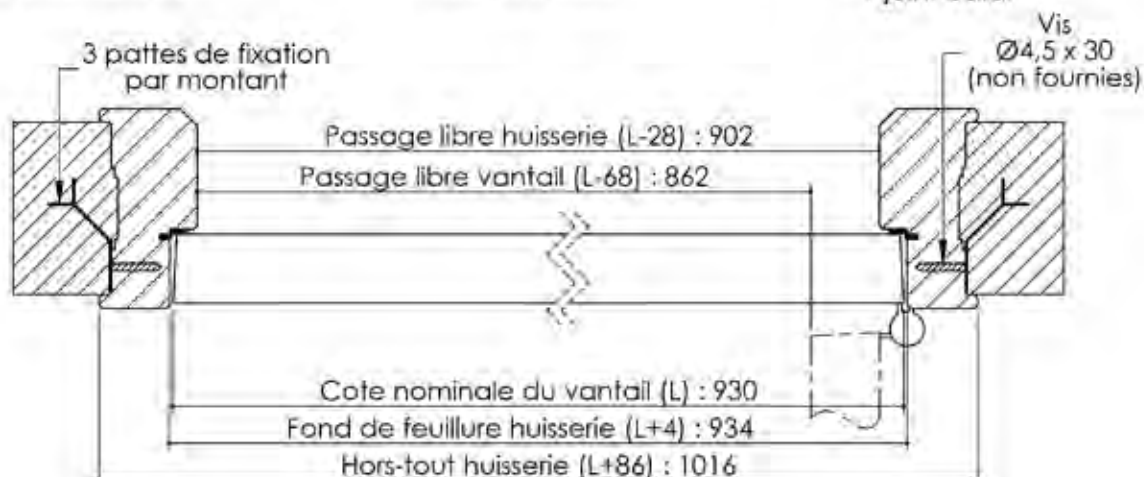 3 pattes de fixation
par montant
Vis
Ø4,5 x 30
(non fournies)
Passage libre huisserie (L-28) : 902
Passage libre vantail (L-68) : 862
Cote nominale du vantail (L) : 930
Fond de feuillure huisserie (L+4) : 934
Hors-tout huisserie (L+86) : 1016